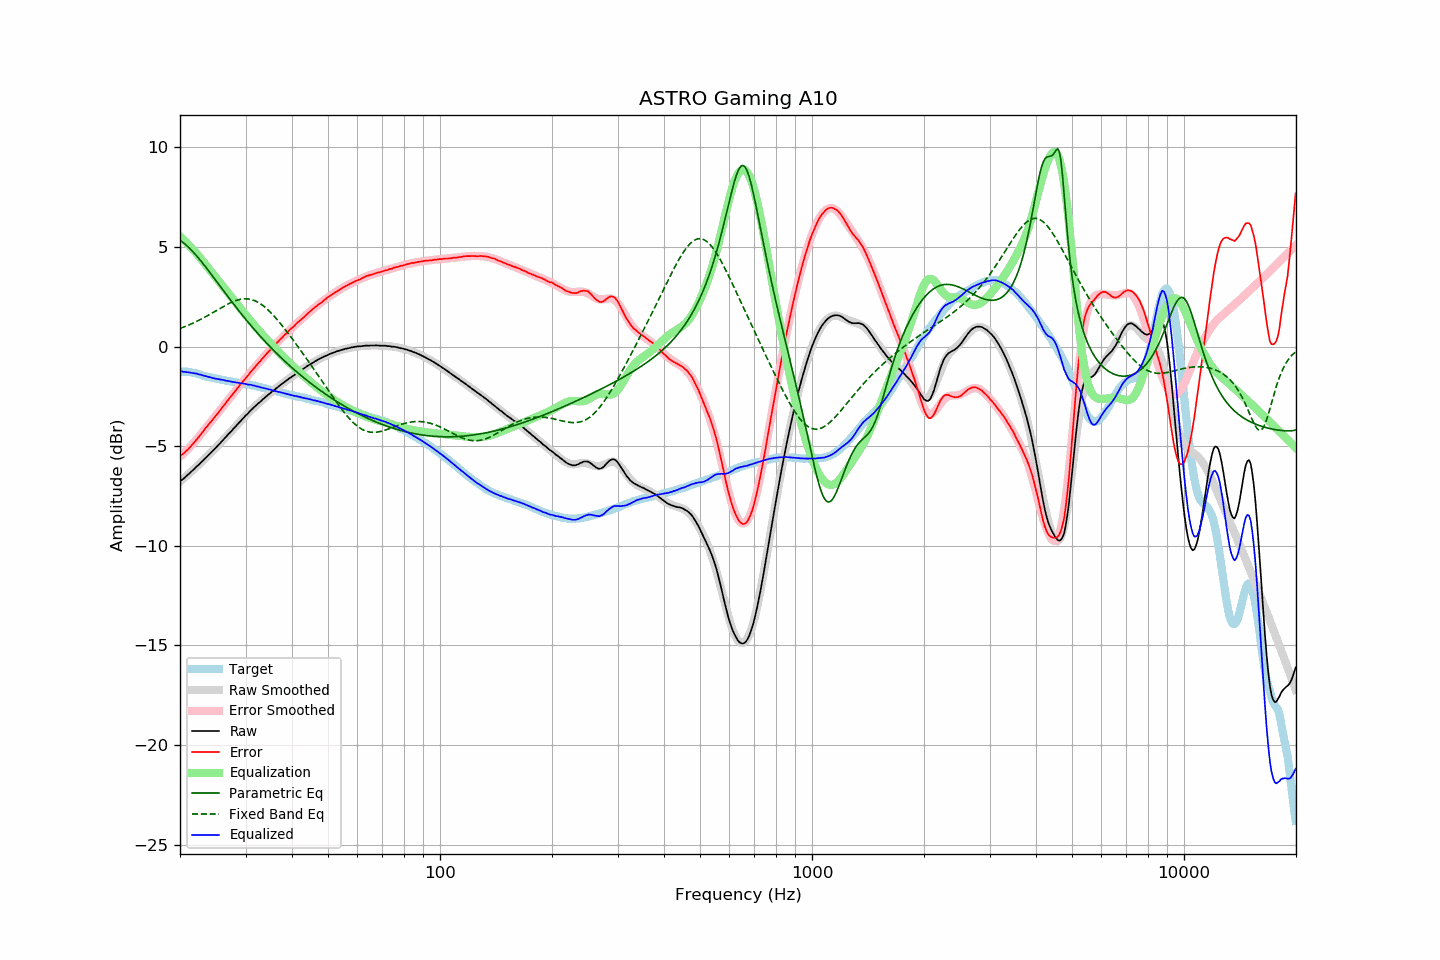 ASTRO Gaming A10
10
5
0
−5
−10
−15
−20
−25
Amplitude (dBr)
Target
Raw Smoothed
Error Smoothed
Raw
Error
Equalization
Parametric Eq
Fixed Band Eq
Equalized
100
1000
10000
Frequency (Hz)